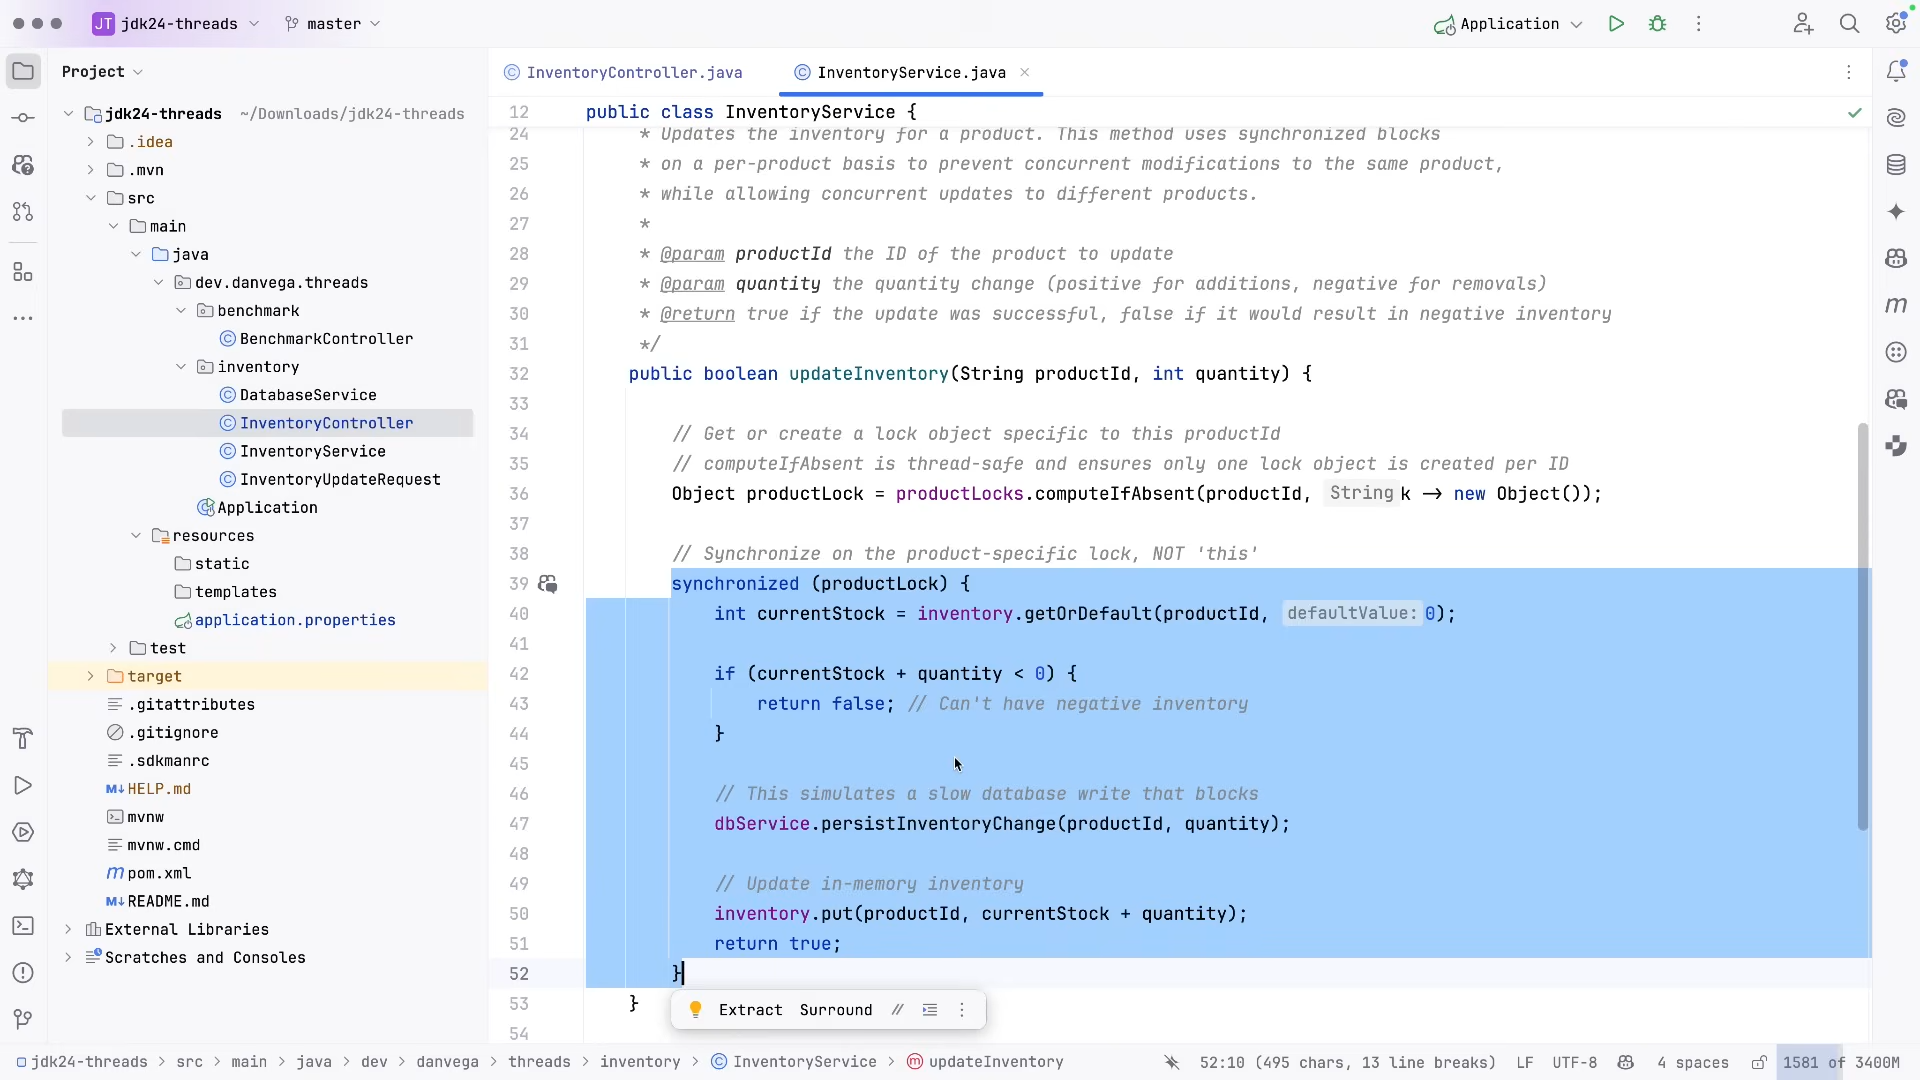 JT jdk24-threads master Application
Project
jdk24-threads ~/Downloads/jdk24-threads
.idea
.mvn
src
main
java
dev.danvega.threads
benchmark
BenchmarkController
inventory
DatabaseService
InventoryController
InventoryService
InventoryUpdateRequest
Application
resources
static
templates
application.properties
test
target
.gitattributes
.gitignore
.sdkmanrc
HELP.md
mvnw
mvnw.cmd
pom.xml
README.md
External Libraries
Scratches and Consoles
InventoryController.java InventoryService.java
12 public class InventoryService {
24 * Updates the inventory for a product. This method uses synchronized blocks
25 * on a per-product basis to prevent concurrent modifications to the same product,
26 * while allowing concurrent updates to different products.
27 *
28 * @param productId the ID of the product to update
29 * @param quantity the quantity change (positive for additions, negative for removals)
30 * @return true if the update was successful, false if it would result in negative inventory
31 */
32 public boolean updateInventory(String productId, int quantity) {
33
34 // Get or create a lock object specific to this productId
35 // computeIfAbsent is thread-safe and ensures only one lock object is created per ID
36 Object productLock = productLocks.computeIfAbsent(productId, String k -> new Object());
37
38 // Synchronize on the product-specific lock, NOT 'this'
39 synchronized (productLock) {
40 int currentStock = inventory.getOrDefault(productId, defaultValue: 0);
41
42 if (currentStock + quantity < 0) {
43 return false; // Can't have negative inventory
44 }
45
46 // This simulates a slow database write that blocks
47 dbService.persistInventoryChange(productId, quantity);
48
49 // Update in-memory inventory
50 inventory.put(productId, currentStock + quantity);
51 return true;
52 }
53 }
54
Extract Surround //
jdk24-threads > src > main > java > dev > danvega > threads > inventory > InventoryService > updateInventory 52:10 (495 chars, 13 line breaks) LF UTF-8 4 spaces 1581 of 3400M